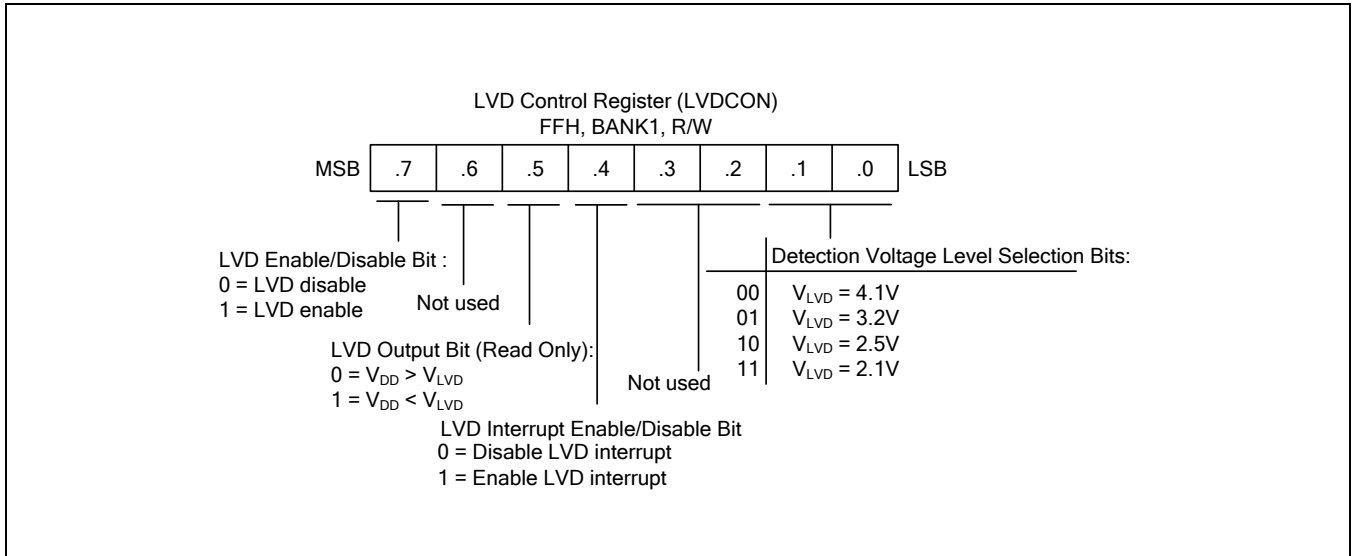 LVD Control Register (LVDCON)
FFH, BANK1, R/W
MSB .7 .6 .5 .4 .3 .2 .1 .0 LSB
LVD Enable/Disable Bit :
0 = LVD disable
1 = LVD enable
Not used
LVD Output Bit (Read Only):
0 = VDD > VLVD
1 = VDD < VLVD
LVD Interrupt Enable/Disable Bit
0 = Disable LVD interrupt
1 = Enable LVD interrupt
Not used
Detection Voltage Level Selection Bits:
00 VLVD = 4.1V
01 VLVD = 3.2V
10 VLVD = 2.5V
11 VLVD = 2.1V